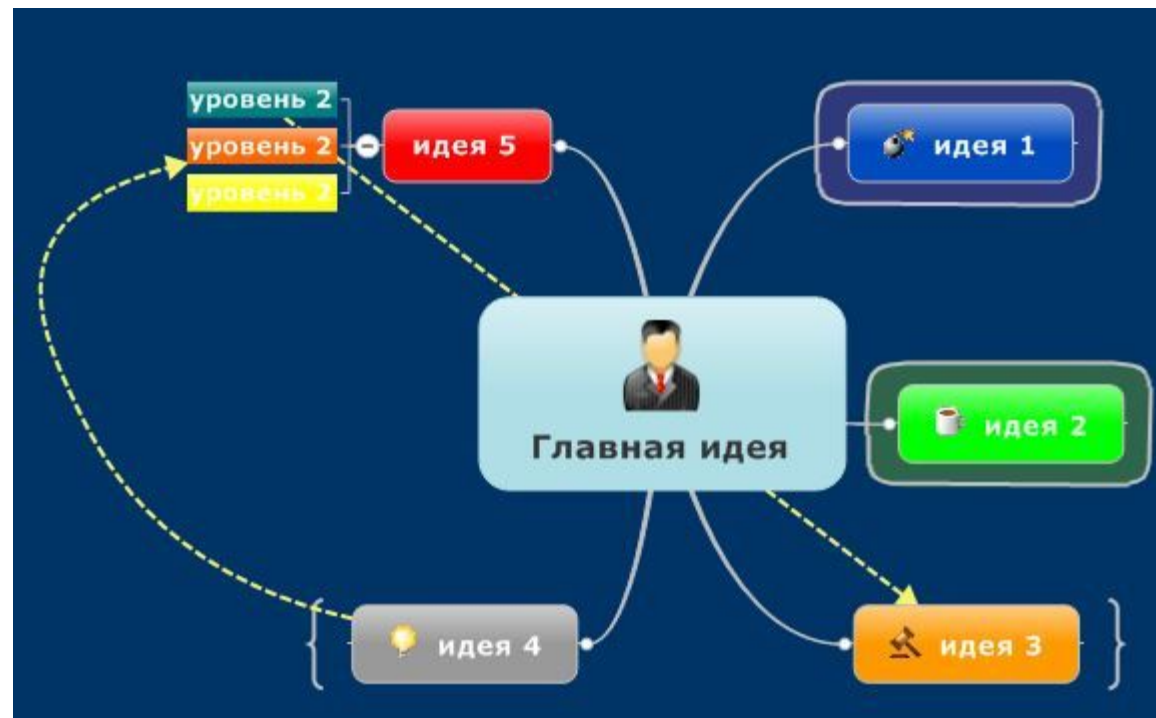 уровень 2
уровень 2
уровень 2
идея 5
идея 1
Главная идея
идея 2
идея 4
идея 3